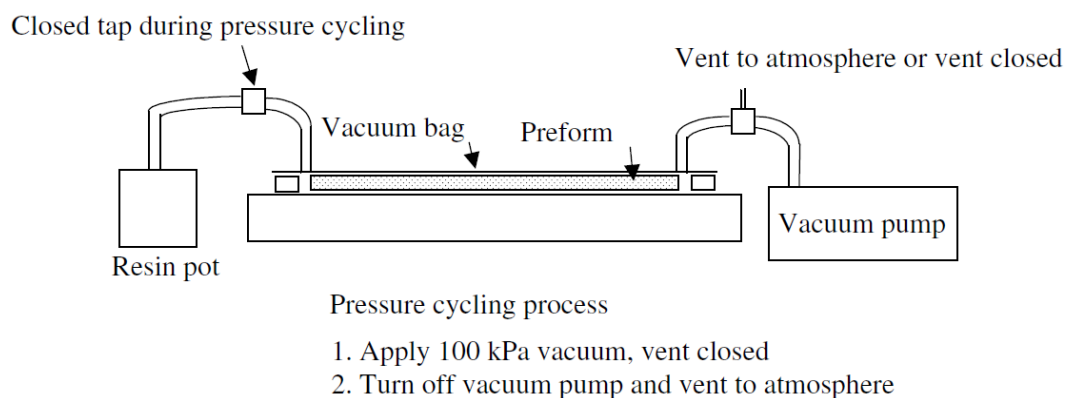 Closed tap during pressure cycling
Vent to atmosphere or vent closed
Vacuum bag
Preform
Vacuum pump
Resin pot
Pressure cycling process
1. Apply 100 kPa vacuum, vent closed
2. Turn off vacuum pump and vent to atmosphere